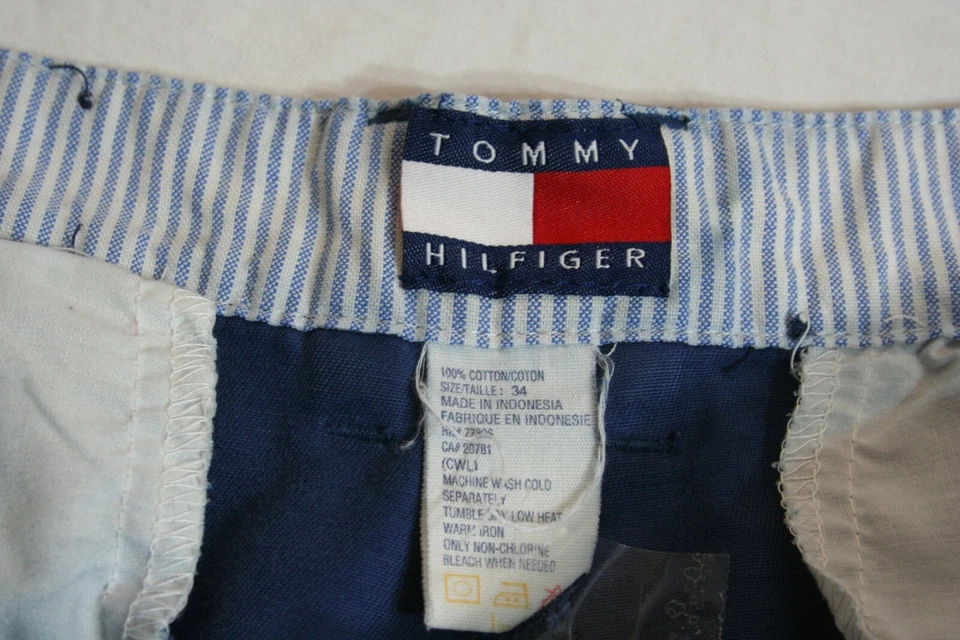 TOMMY
HILFIGER
100% COTTON/COTON
SIZE/TAILLE: 34
MADE IN INDONESIA
FABRIQUE EN INDONESIE
CA# 20781
(CWL)
MACHINE WASH COLD
SEPARATELY
TUMBLE DRY LOW HEAT
WARM IRON
ONLY NON-CHLORINE
BLEACH WHEN NEEDED